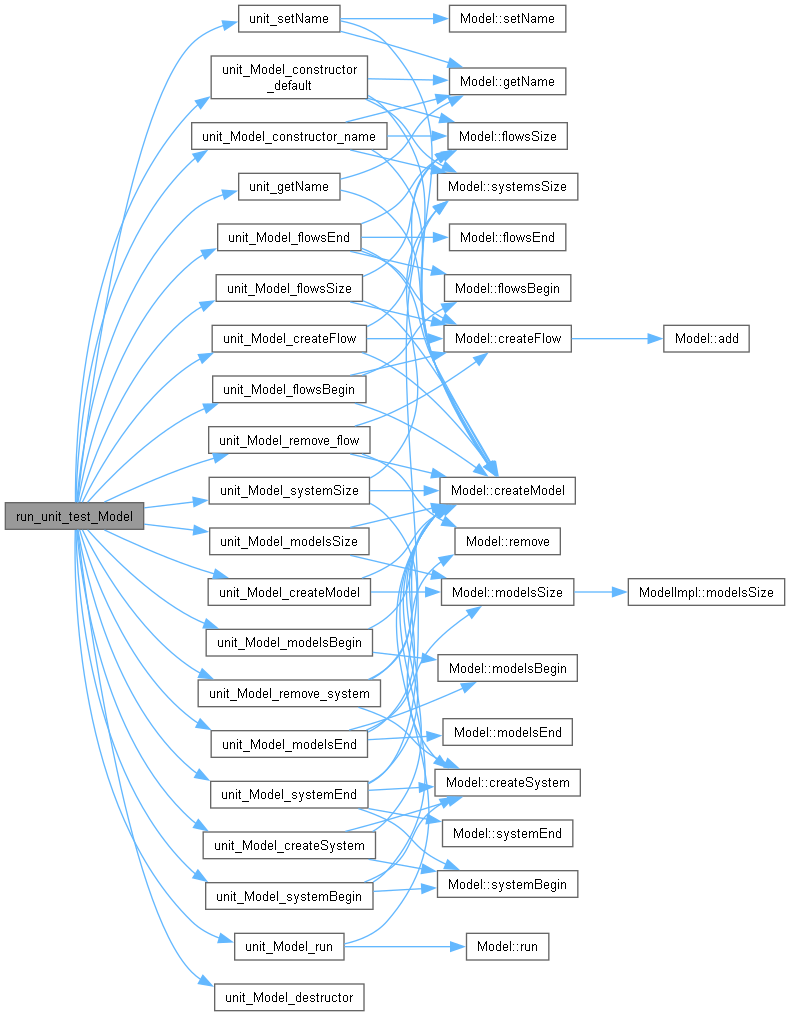 run_unit_test_Model
unit_setName
unit_Model_constructor
_default
unit_Model_constructor_name
unit_getName
unit_Model_flowsEnd
unit_Model_flowsSize
unit_Model_createFlow
unit_Model_flowsBegin
unit_Model_remove_flow
unit_Model_systemSize
unit_Model_modelsSize
unit_Model_createModel
unit_Model_modelsBegin
unit_Model_remove_system
unit_Model_modelsEnd
unit_Model_systemEnd
unit_Model_createSystem
unit_Model_systemBegin
unit_Model_run
unit_Model_destructor
Model::setName
Model::getName
Model::flowsSize
Model::systemsSize
Model::flowsEnd
Model::flowsBegin
Model::createFlow
Model::createModel
Model::remove
Model::modelsSize
Model::modelsBegin
Model::modelsEnd
Model::createSystem
Model::systemEnd
Model::systemBegin
Model::run
Model::add
ModelImpl::modelsSize